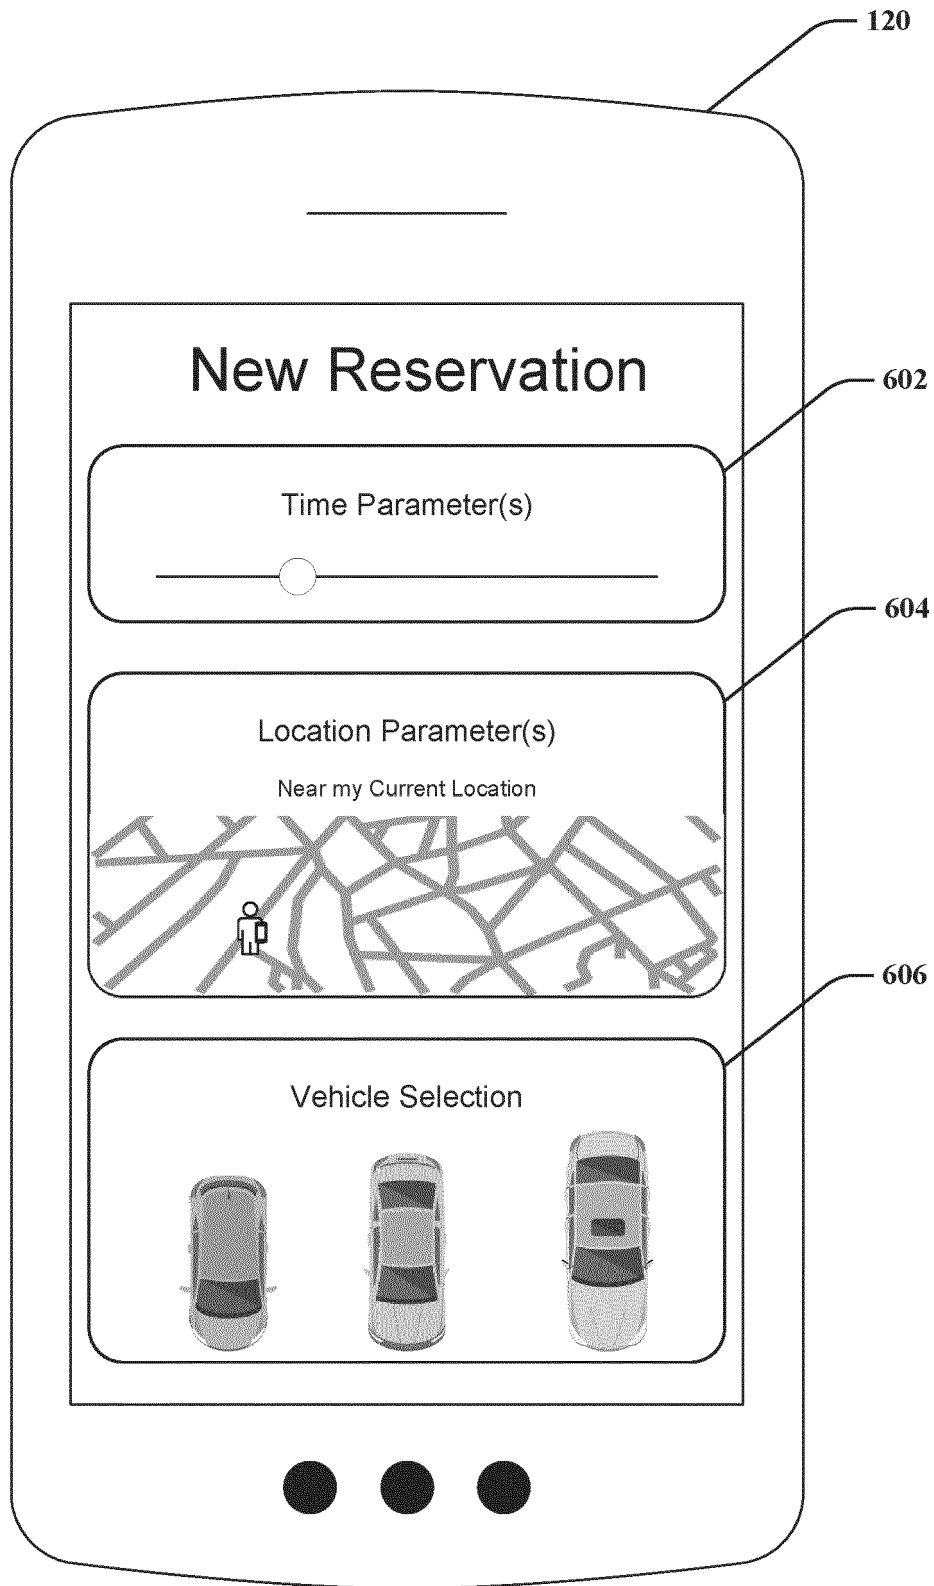 120
New Reservation
602
Time Parameter(s)
604
Location Parameter(s)
Near my Current Location
606
Vehicle Selection